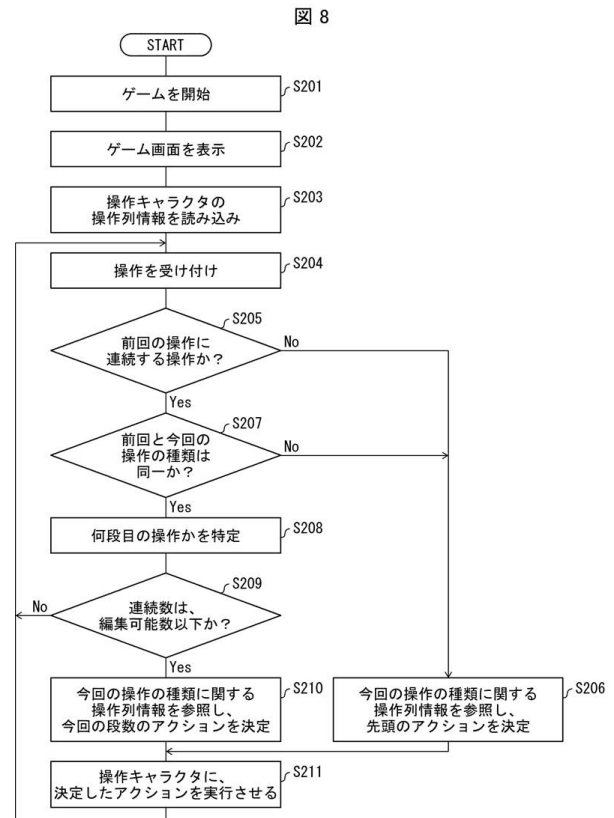 図 8
START
ゲームを開始
S201
ゲーム画面を表示
S202
操作キャラクタの
操作列情報を読み込み
S203
操作を受け付け
S204
前回の操作に
連続する操作か？
S205
No
Yes
前回と今回の
操作の種類は
同一か？
S207
No
Yes
何段目の操作かを特定
S208
連続数は、
編集可能数以下か？
S209
No
Yes
今回の操作の種類に関する
操作列情報を参照し、
今回の段数のアクションを決定
S210
今回の操作の種類に関する
操作列情報を参照し、
先頭のアクションを決定
S206
操作キャラクタに、
決定したアクションを実行させる
S211